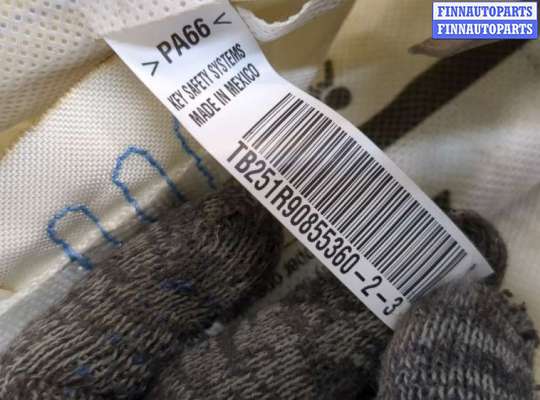 FINNAUTOPARTS
FINNAUTOPARTS
>PA66<
KEY SAFETY SYSTEMS
MADE IN MEXICO
TB251R90855360-2-3